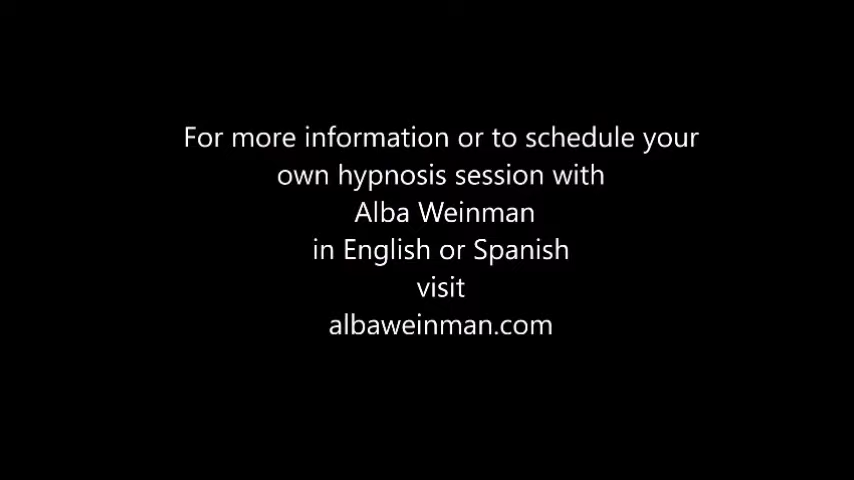 For more information or to schedule your
own hypnosis session with
Alba Weinman
in English or Spanish
visit
albaweinman.com